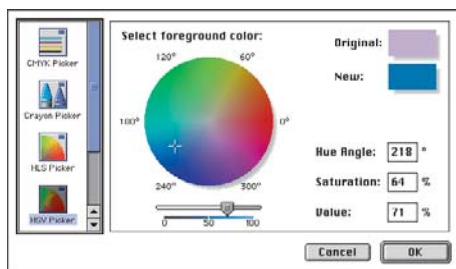 Select foreground color:
Original:
New:
CMYK Picker
Crayon Picker
HLS Picker
HSV Picker
120°
60°
180°
0°
240°
300°
0
50
100
Hue Angle: 218 °
Saturation: 64 %
Value: 71 %
Cancel
OK